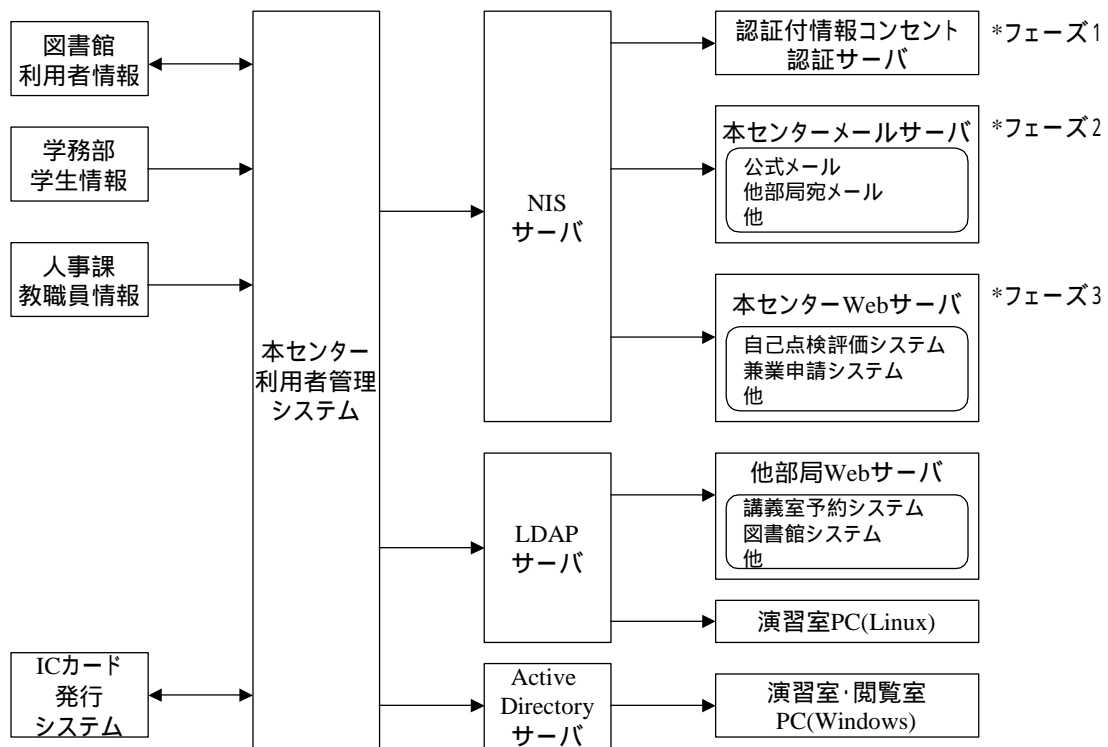 図書館
利用者情報
学務部
学生情報
人事課
教職員情報
ICカード
発行
システム
本センター
利用者管理
システム
NIS
サーバ
LDAP
サーバ
Active
Directory
サーバ
認証付情報コンセント
認証サーバ
*フェーズ1
本センターメールサーバ
*フェーズ2
公式メール
他部局宛メール
他
本センターWebサーバ
*フェーズ3
自己点検評価システム
兼業申請システム
他
他部局Webサーバ
講義室予約システム
図書館システム
他
演習室PC(Linux)
演習室・閲覧室
PC(Windows)